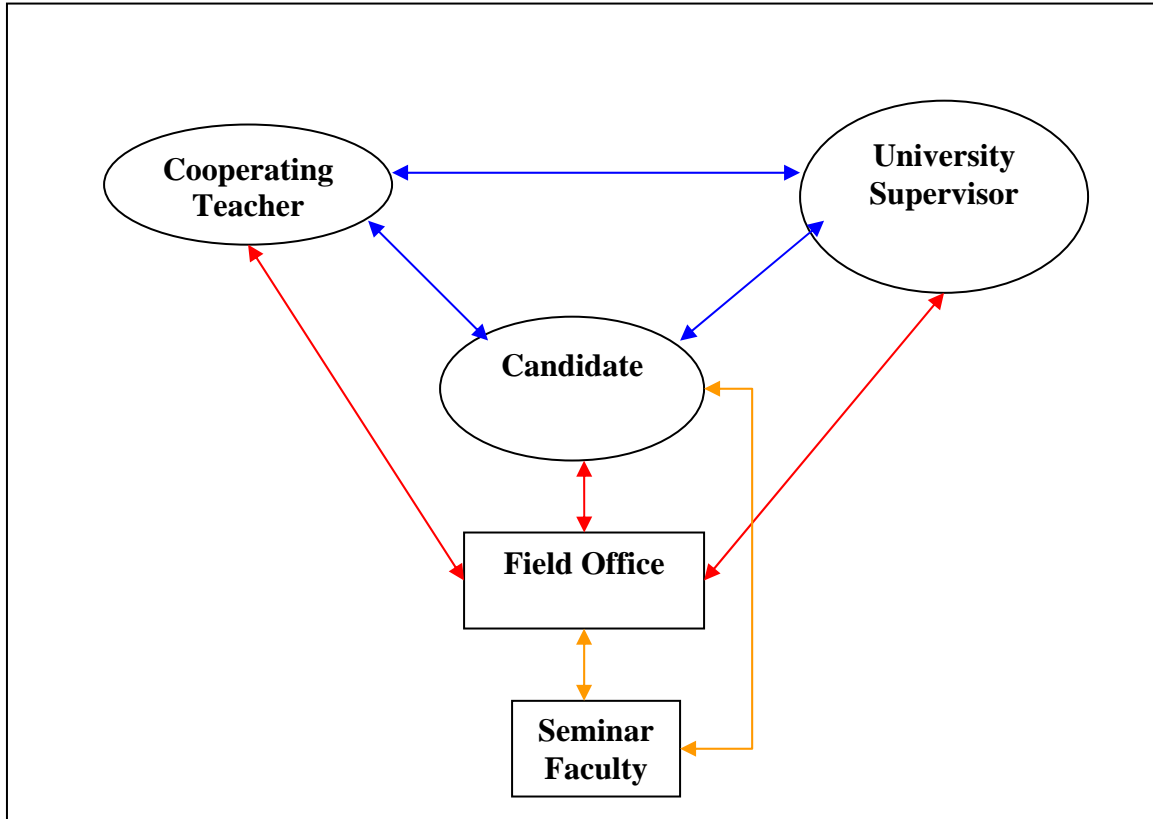 Cooperating
Teacher
University
Supervisor
Candidate
Field Office
Seminar
Faculty